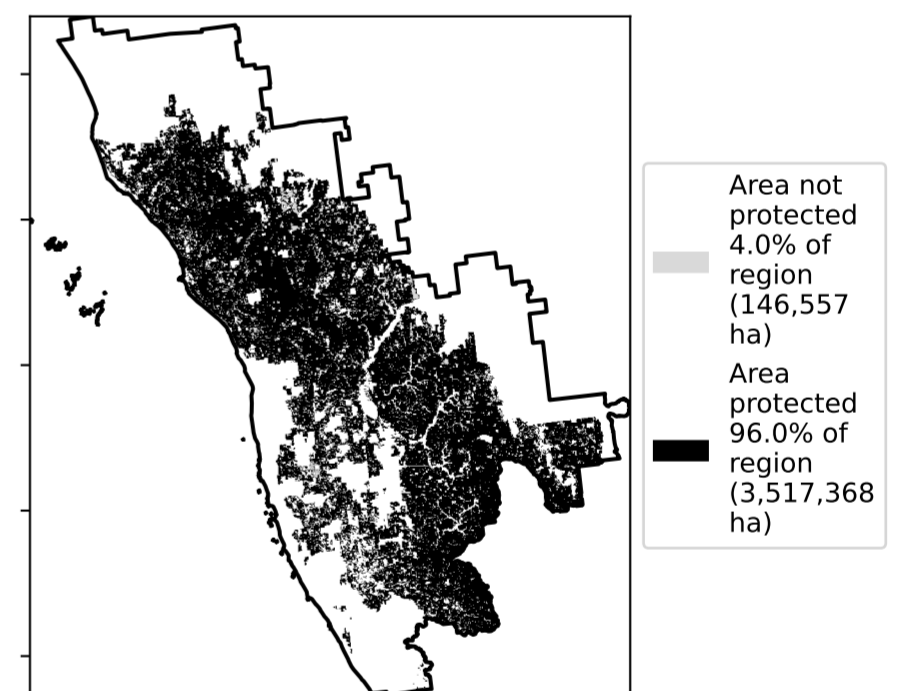 Area not
protected
4.0% of
region
(146,557
ha)
Area
protected
96.0% of
region
(3,517,368
ha)